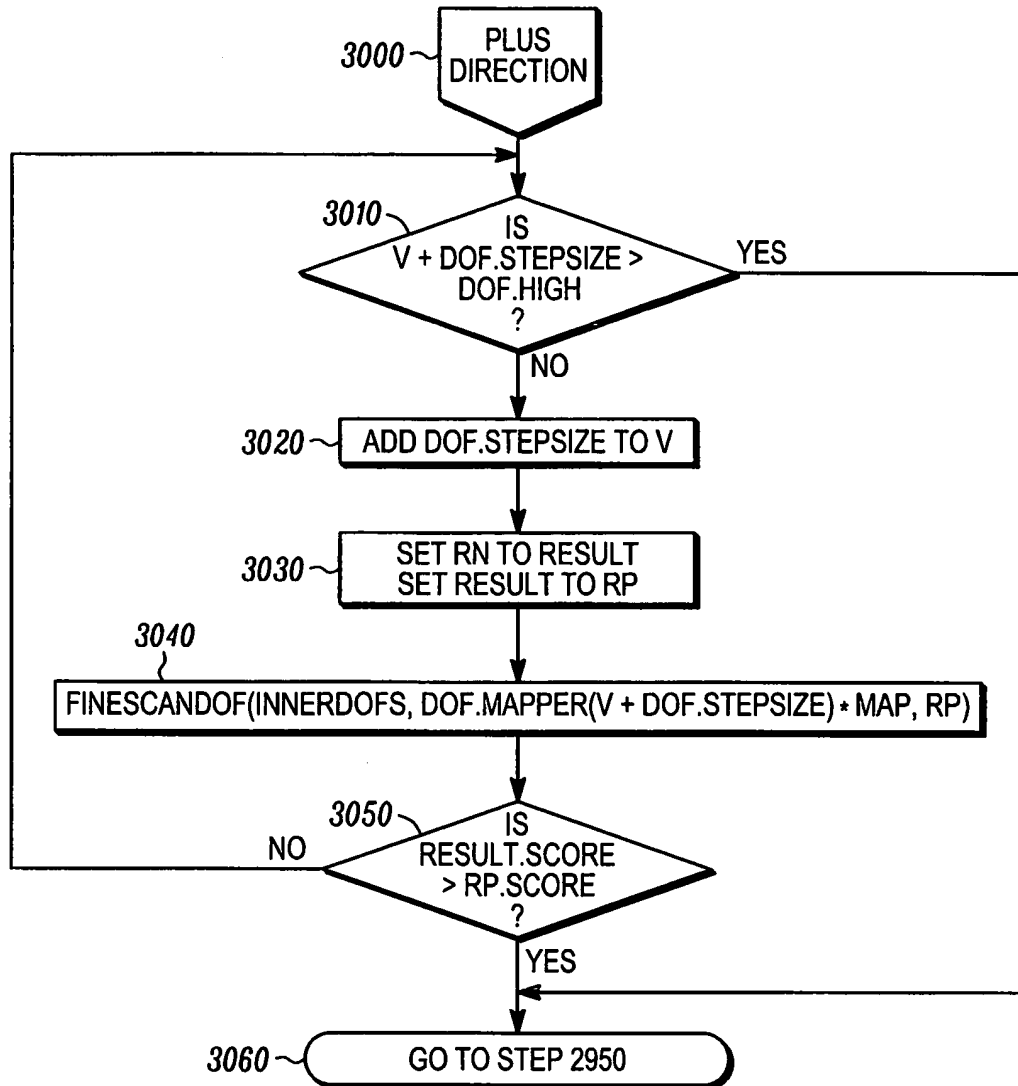 3000
PLUS
DIRECTION
3010
IS
V + DOF.STEPSIZE >
DOF.HIGH
?
YES
NO
3020
ADD DOF.STEPSIZE TO V
3030
SET RN TO RESULT
SET RESULT TO RP
3040
FINESCANDOF(INNERDOFS, DOF.MAPPER(V + DOF.STEPSIZE) * MAP, RP)
3050
IS
RESULT.SCORE
> RP.SCORE
?
NO
YES
3060
GO TO STEP 2950